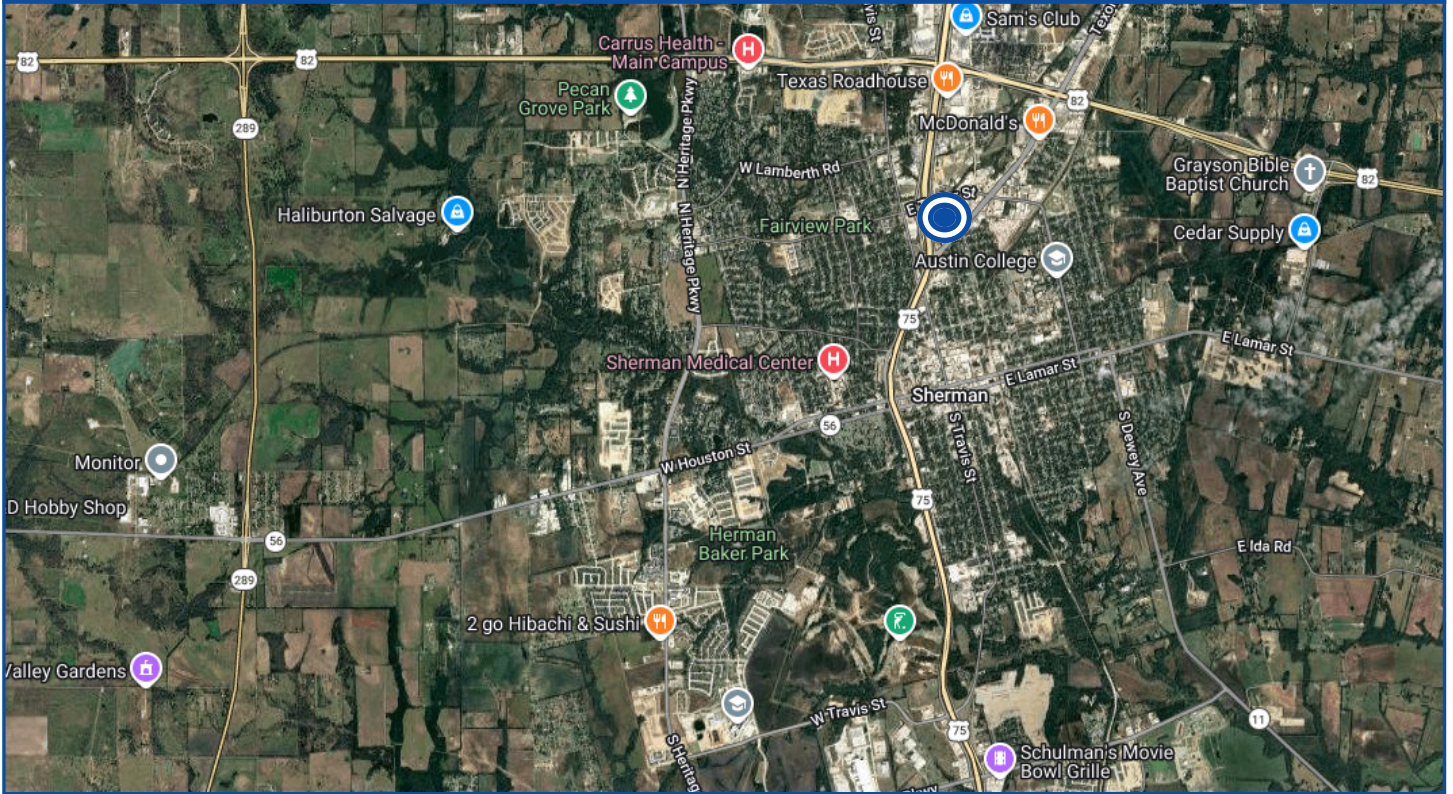 Sam's Club
Carrus Health -
Main Campus
82
82
Texas Roadhouse
Pecan
Grove Park
82
McDonald's
289
N Heritage Pkwy
W Lamberth Rd
Grayson Bible
Baptist Church
82
Haliburton Salvage
N Heritage Pkwy
Fairview Park
St
Cedar Supply
Austin College
75
E Lamar St
Sherman Medical Center
E Lamar St
Sherman
56
S Travis St
S Dewey Ave
W Houston St
Monitor
D Hobby Shop
75
56
Herman
Baker Park
E Ida Rd
289
2 go Hibachi & Sushi
Valley Gardens
W Travis St
11
75
S Heritag
Schulman's Movie
Bowl Grille